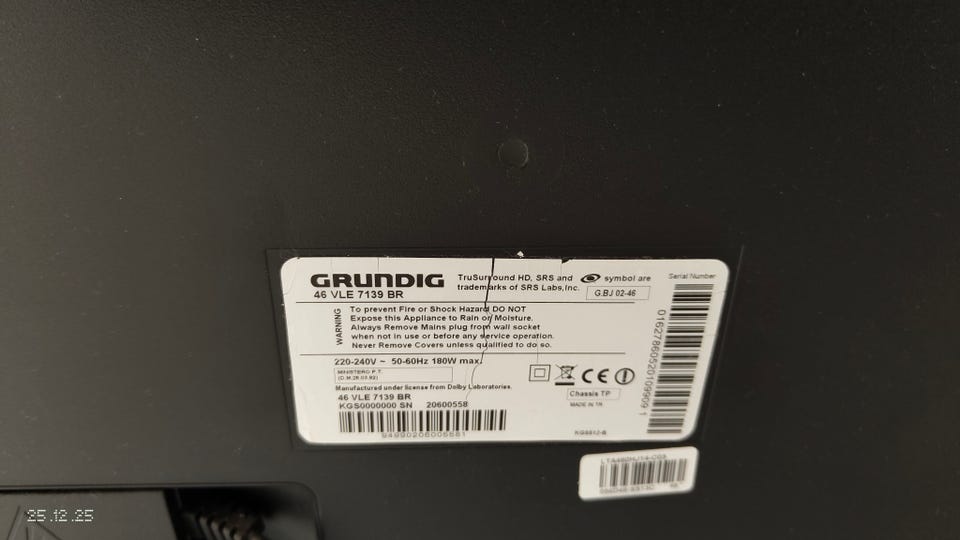 GRUNDIG
46 VLE 7139 BR
TruSurround HD, SRS and symbol are
trademarks of SRS Labs,Inc.
G.BJ 02-46
Serial Number
WARNING
To prevent Fire or Shock Hazard DO NOT
Expose this Appliance to Rain or Moisture.
Always Remove Mains plug from wall socket
when not in use or before any service operation.
Never Remove Covers unless qualified to do so.
220-240V ~ 50-60Hz 180W max.
MINISTERO P.T.
(D.M.26.03.92)
Manufactured under license from Dolby Laboratories.
46 VLE 7139 BR
KGS0000000 SN 20600558
CE
Chassis TP
MADE IN TR.
25.12.25